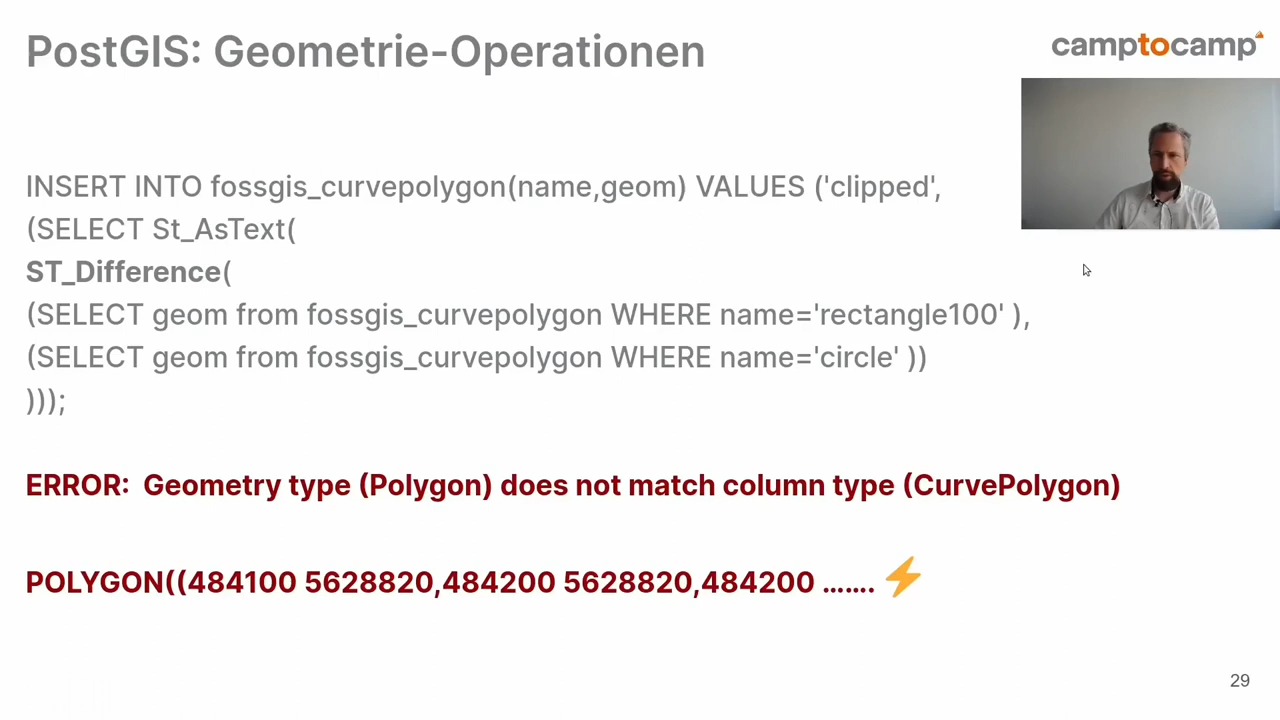 PostGIS: Geometrie-Operationen
camptocamp
INSERT INTO fossgis_curvepolygon(name,geom) VALUES ('clipped',
(SELECT St_AsText(
ST_Difference(
(SELECT geom from fossgis_curvepolygon WHERE name='rectangle100' ),
(SELECT geom from fossgis_curvepolygon WHERE name='circle' ))
)));
ERROR:  Geometry type (Polygon) does not match column type (CurvePolygon)
POLYGON((484100 5628820,484200 5628820,484200 ....... ⚡
29